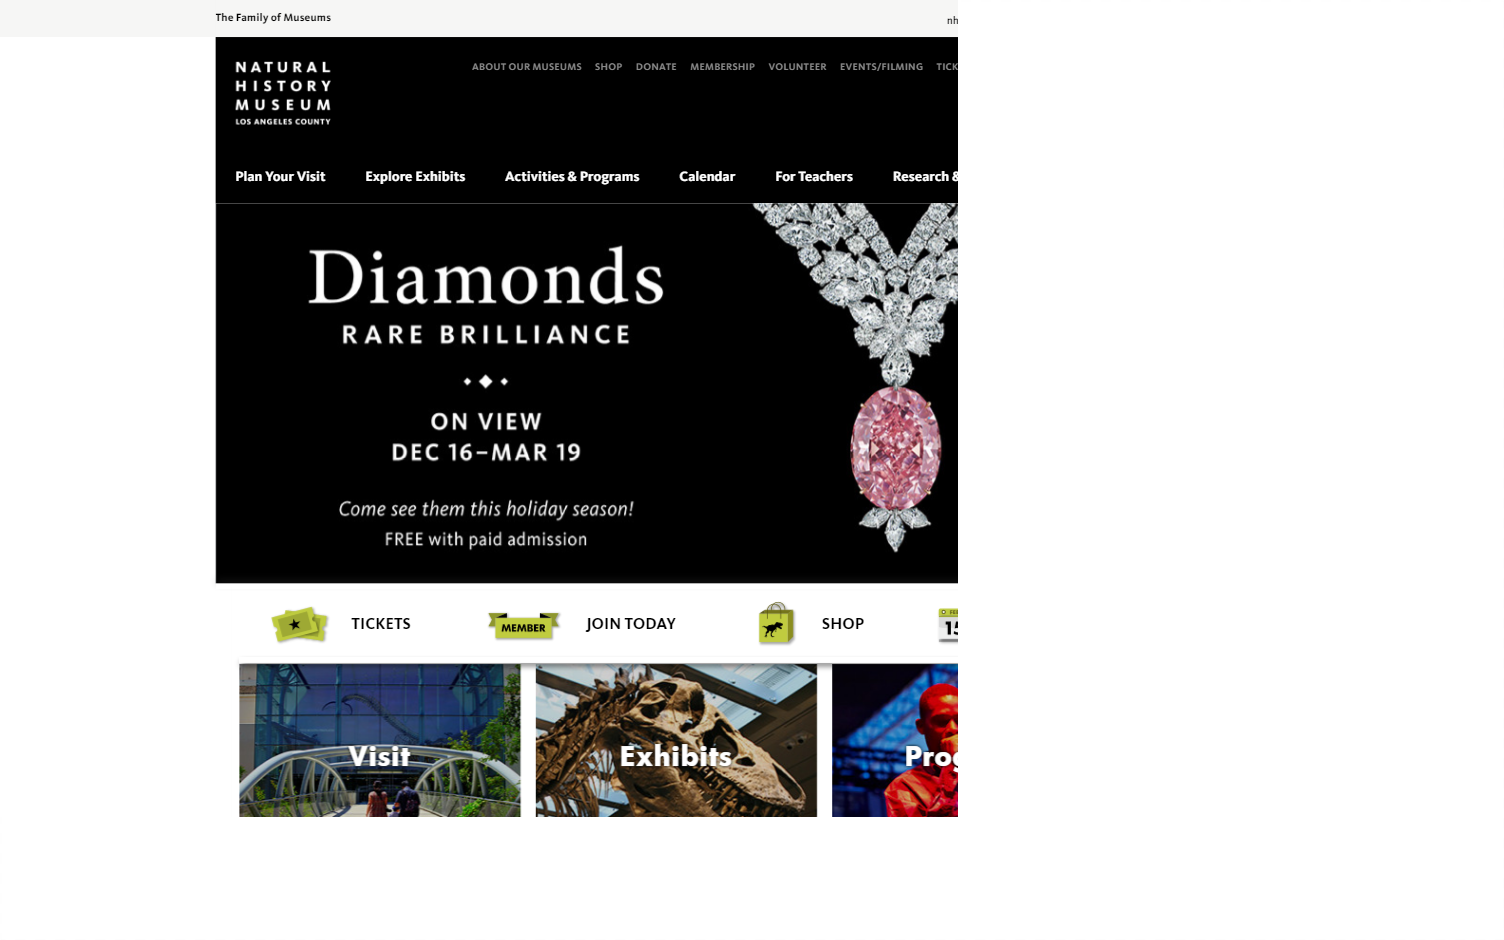 The Family of Museums
nh
NATURAL
HISTORY
MUSEUM
LOS ANGELES COUNTY
ABOUT OUR MUSEUMS SHOP DONATE MEMBERSHIP VOLUNTEER EVENTS/FILMING TICK
Plan Your Visit Explore Exhibits Activities & Programs Calendar For Teachers Research &
Diamonds
RARE BRILLIANCE
ON VIEW
DEC 16–MAR 19
Come see them this holiday season!
FREE with paid admission
TICKETS
MEMBER
JOIN TODAY
SHOP
15
Visit
Exhibits
Prog